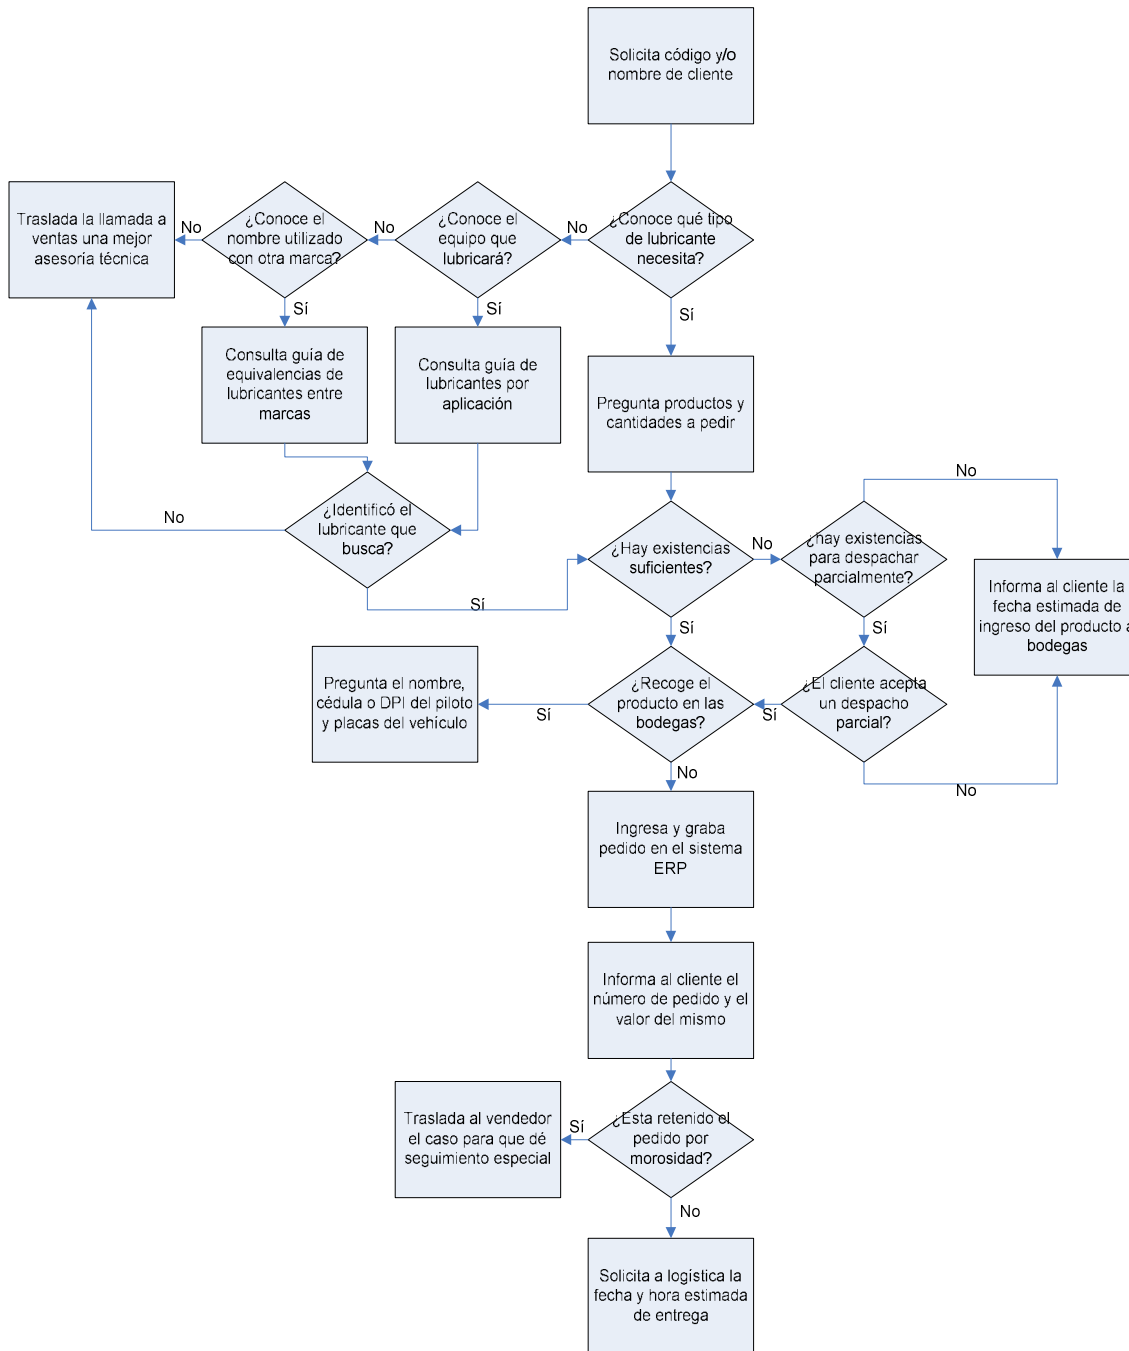 Solicita código y/o
nombre de cliente
Traslada la llamada a
ventas una mejor
asesoría técnica
No
¿Conoce el
nombre utilizado
con otra marca?
No
¿Conoce el
equipo que
lubricará?
No
¿Conoce qué tipo
de lubricante
necesita?
Sí
Sí
Sí
Consulta guía de
equivalencias de
lubricantes entre
marcas
Consulta guía de
lubricantes por
aplicación
Pregunta productos y
cantidades a pedir
No
¿Identificó el
lubricante que
busca?
No
Sí
¿Hay existencias
suficientes?
No
¿hay existencias
para despachar
parcialmente?
Informa al cliente la
fecha estimada de
ingreso del producto a
bodegas
Sí
Sí
Pregunta el nombre,
cédula o DPI del piloto
y placas del vehículo
Sí
¿Recoge el
producto en las
bodegas?
Sí
¿El cliente acepta
un despacho
parcial?
No
No
Ingresa y graba
pedido en el sistema
ERP
Informa al cliente el
número de pedido y el
valor del mismo
Traslada al vendedor
el caso para que dé
seguimiento especial
Sí
¿Esta retenido el
pedido por
morosidad?
No
Solicita a logística la
fecha y hora estimada
de entrega